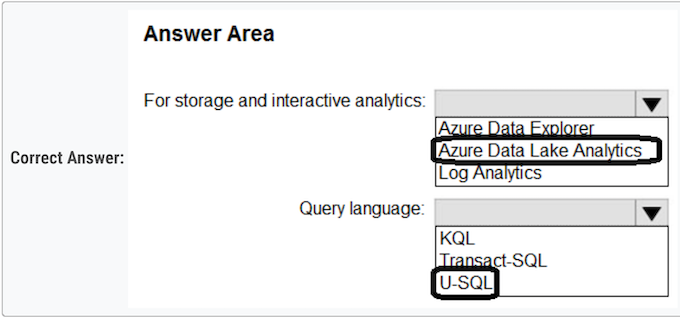 Answer Area
For storage and interactive analytics:
Azure Data Explorer
Azure Data Lake Analytics
Log Analytics
Correct Answer:
Query language:
KQL
Transact-SQL
U-SQL